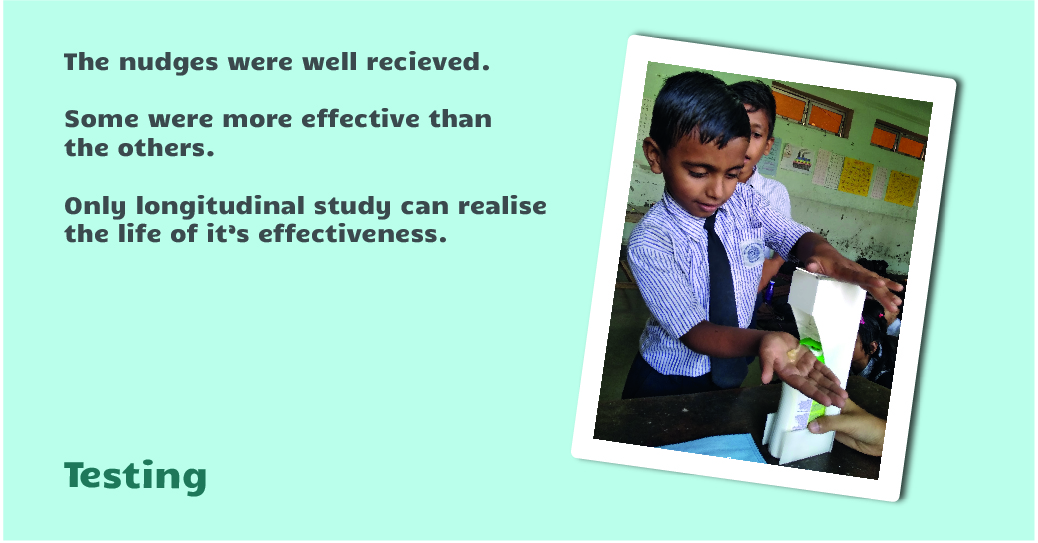 The nudges were well recieved.
Some were more effective than
the others.
Only longitudinal study can realise
the life of it's effectiveness.
Testing